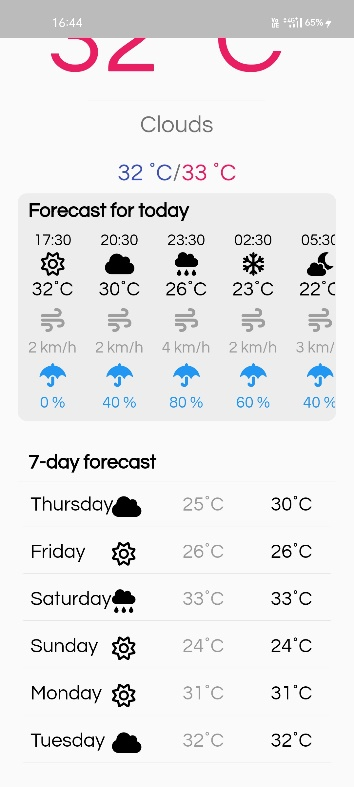 16:44
65%
32 °C
Clouds
32 °C/33 °C
Forecast for today
17:30 20:30 23:30 02:30 05:30
32°C 30°C 26°C 23°C 22°C
2 km/h 2 km/h 4 km/h 2 km/h 3 km/
0 % 40 % 80 % 60 % 40 %
7-day forecast
Thursday 25°C 30°C
Friday 26°C 26°C
Saturday 33°C 33°C
Sunday 24°C 24°C
Monday 31°C 31°C
Tuesday 32°C 32°C